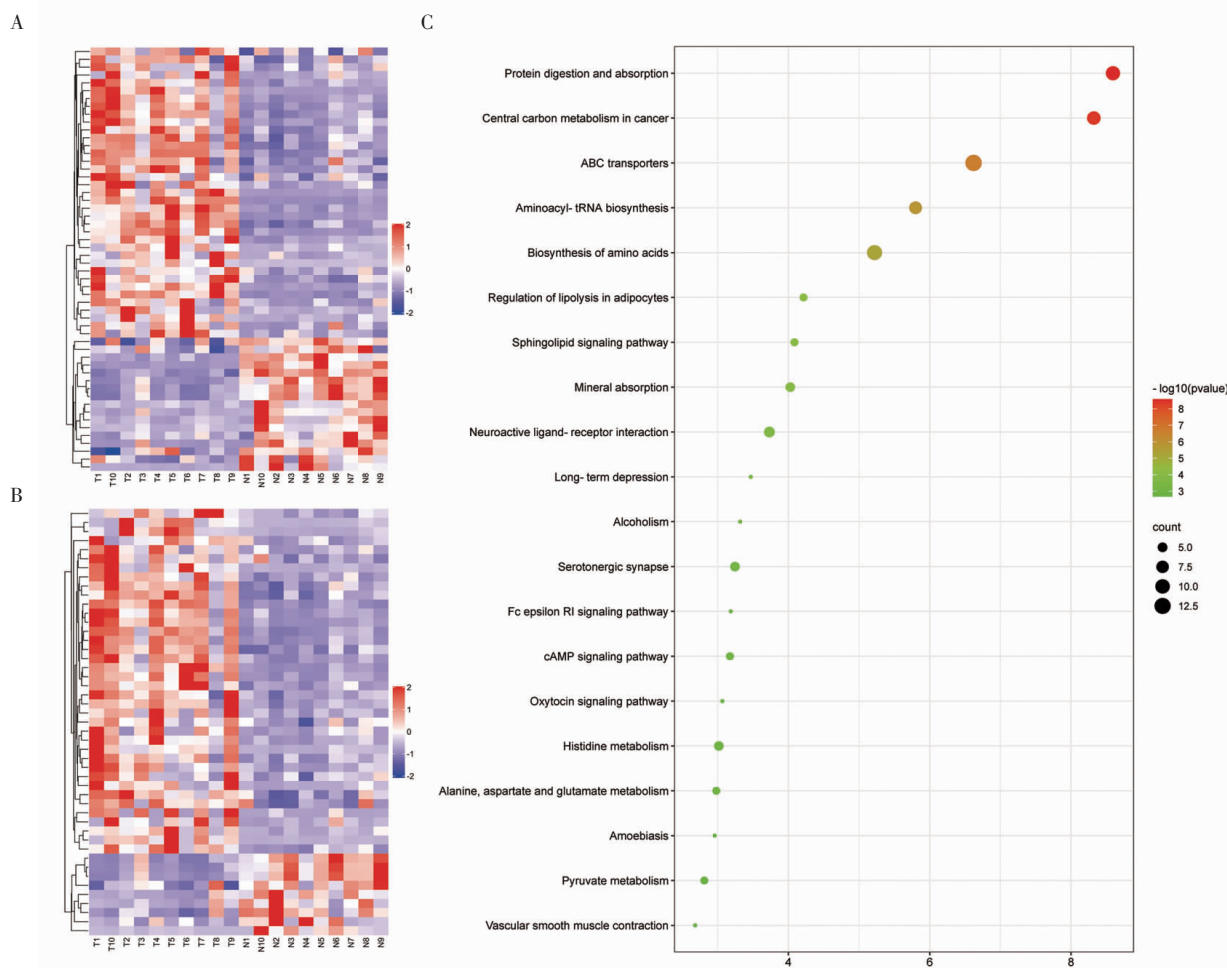 A
2
1
0
-1
-2
T1 T10 T2 T3 T4 T5 T6 T7 T8 T9 N1 N10 N2 N3 N4 N5 N6 N7 N8 N9
B
2
1
0
-1
-2
T1 T10 T2 T3 T4 T5 T6 T7 T8 T9 N1 N10 N2 N3 N4 N5 N6 N7 N8 N9
C
Protein digestion and absorption
Central carbon metabolism in cancer
ABC transporters
Aminoacyl- tRNA biosynthesis
Biosynthesis of amino acids
Regulation of lipolysis in adipocytes
Sphingolipid signaling pathway
Mineral absorption
Neuroactive ligand- receptor interaction
Long- term depression
Alcoholism
Serotonergic synapse
Fc epsilon RI signaling pathway
cAMP signaling pathway
Oxytocin signaling pathway
Histidine metabolism
Alanine, aspartate and glutamate metabolism
Amoebiasis
Pyruvate metabolism
Vascular smooth muscle contraction
4 6 8
- log10(pvalue)
8
7
6
5
4
3
count
5.0
7.5
10.0
12.5